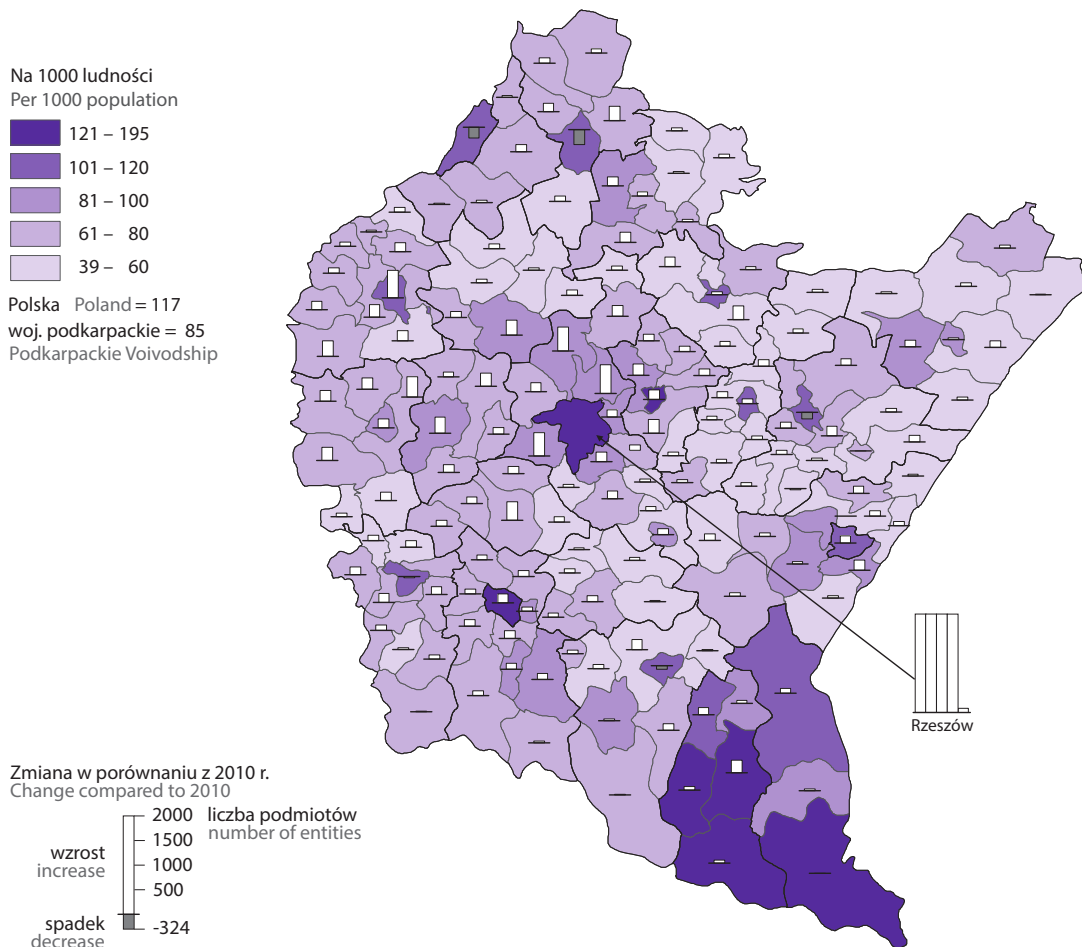 Na 1000 ludności
Per 1000 population
121 – 195
101 – 120
81 – 100
61 – 80
39 – 60
Polska Poland = 117
woj. podkarpackie = 85
Podkarpackie Voivodship
Rzeszów
Zmiana w porównaniu z 2010 r.
Change compared to 2010
2000 liczba podmiotów
1500 number of entities
wzrost 1000
increase
500
spadek -324
decrease